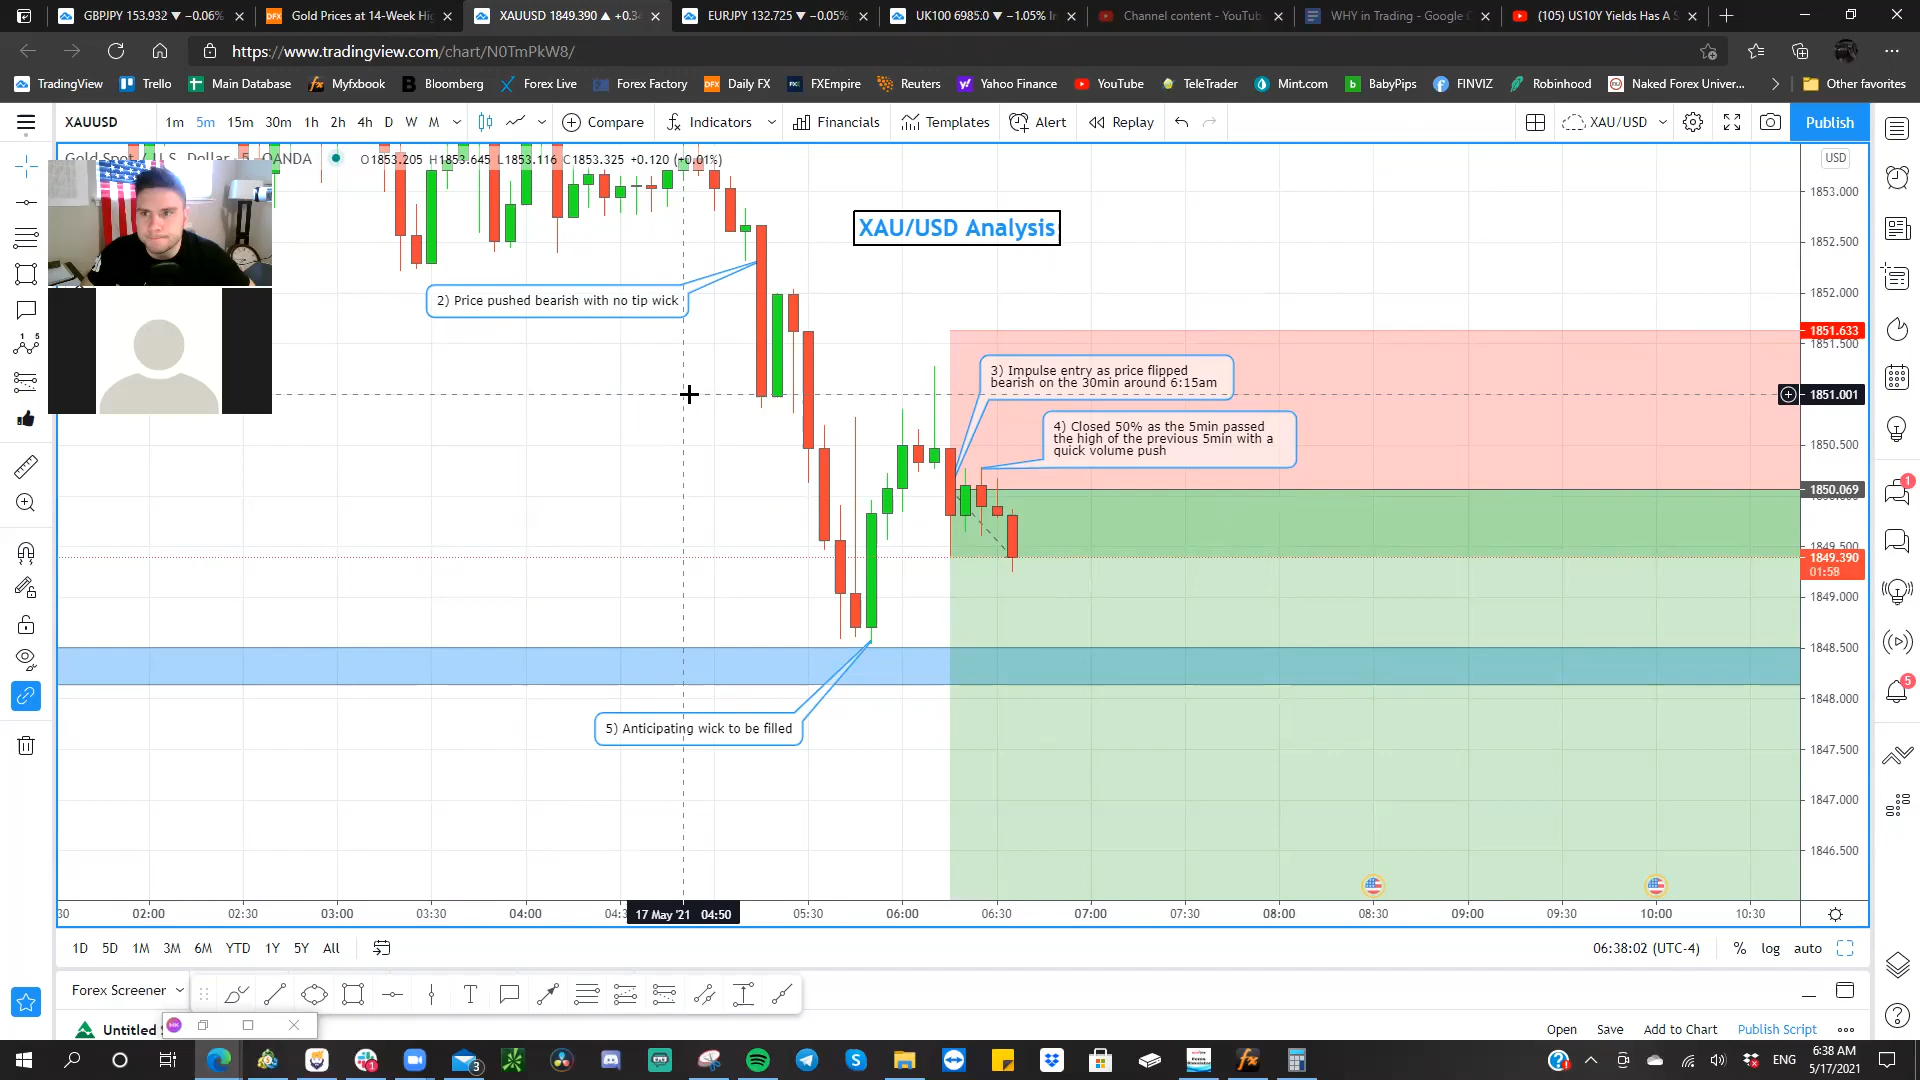 GBPJPY 153.932 ▼ −0.06%
Gold Prices at 14-Week Hi
XAUUSD 1849.390 ▲ +0.3
EURJPY 132.725 ▼ −0.05%
UK100 6985.0 ▼ −1.05%
Channel content - YouTub
WHY in Trading - Google
(105) US10Y Yields Has A
https://www.tradingview.com/chart/N0TmPkW8/
TradingView
Trello
Main Database
Myfxbook
Bloomberg
Forex Live
Forex Factory
Daily FX
FXEmpire
Reuters
Yahoo Finance
YouTube
TeleTrader
Mint.com
BabyPips
FINVIZ
Robinhood
Naked Forex Univer...
Other favorites
XAUUSD
1m 5m 15m 30m 1h 2h 4h D W M
Compare
Indicators
Financials
Templates
Alert
Replay
XAU/USD
Publish
Gold Spot / U.S. Dollar · 5 · OANDA
O1853.205 H1853.645 L1853.116 C1853.325 +0.120 (+0.01%)
USD
XAU/USD Analysis
2) Price pushed bearish with no tip wick
3) Impulse entry as price flipped
bearish on the 30min around 6:15am
4) Closed 50% as the 5min passed
the high of the previous 5min with a
quick volume push
5) Anticipating wick to be filled
1853.000
1852.500
1852.000
1851.633
1851.500
1851.001
1850.500
1850.069
1849.500
1849.390
01:58
1849.000
1848.500
1848.000
1847.500
1847.000
1846.500
:30 02:00 02:30 03:00 03:30 04:00 04:3 17 May '21 04:50 05:30 06:00 06:30 07:00 07:30 08:00 08:30 09:00 09:30 10:00 10:30
1D 5D 1M 3M 6M YTD 1Y 5Y All
06:38:02 (UTC-4)
% log auto
Forex Screener
Untitled
Open
Save
Add to Chart
Publish Script
ENG
6:38 AM
5/17/2021